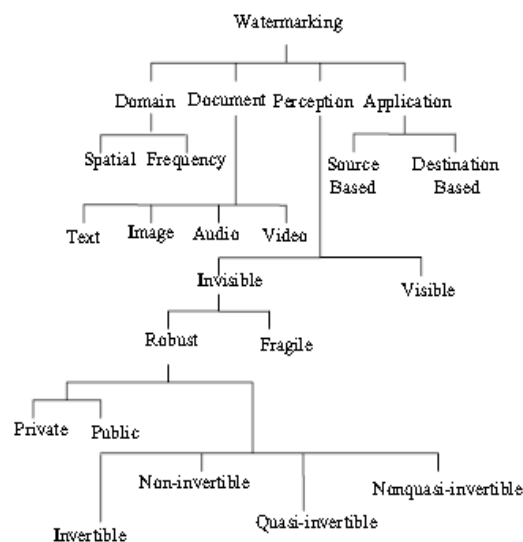 Watermarking
Domain Document Perception Application
Spatial Frequency
Source Based
Destination Based
Text Image Audio Video
Invisible
Visible
Robust
Fragile
Private Public
Non-invertible
Nonquasi-invertible
Invertible
Quasi-invertible